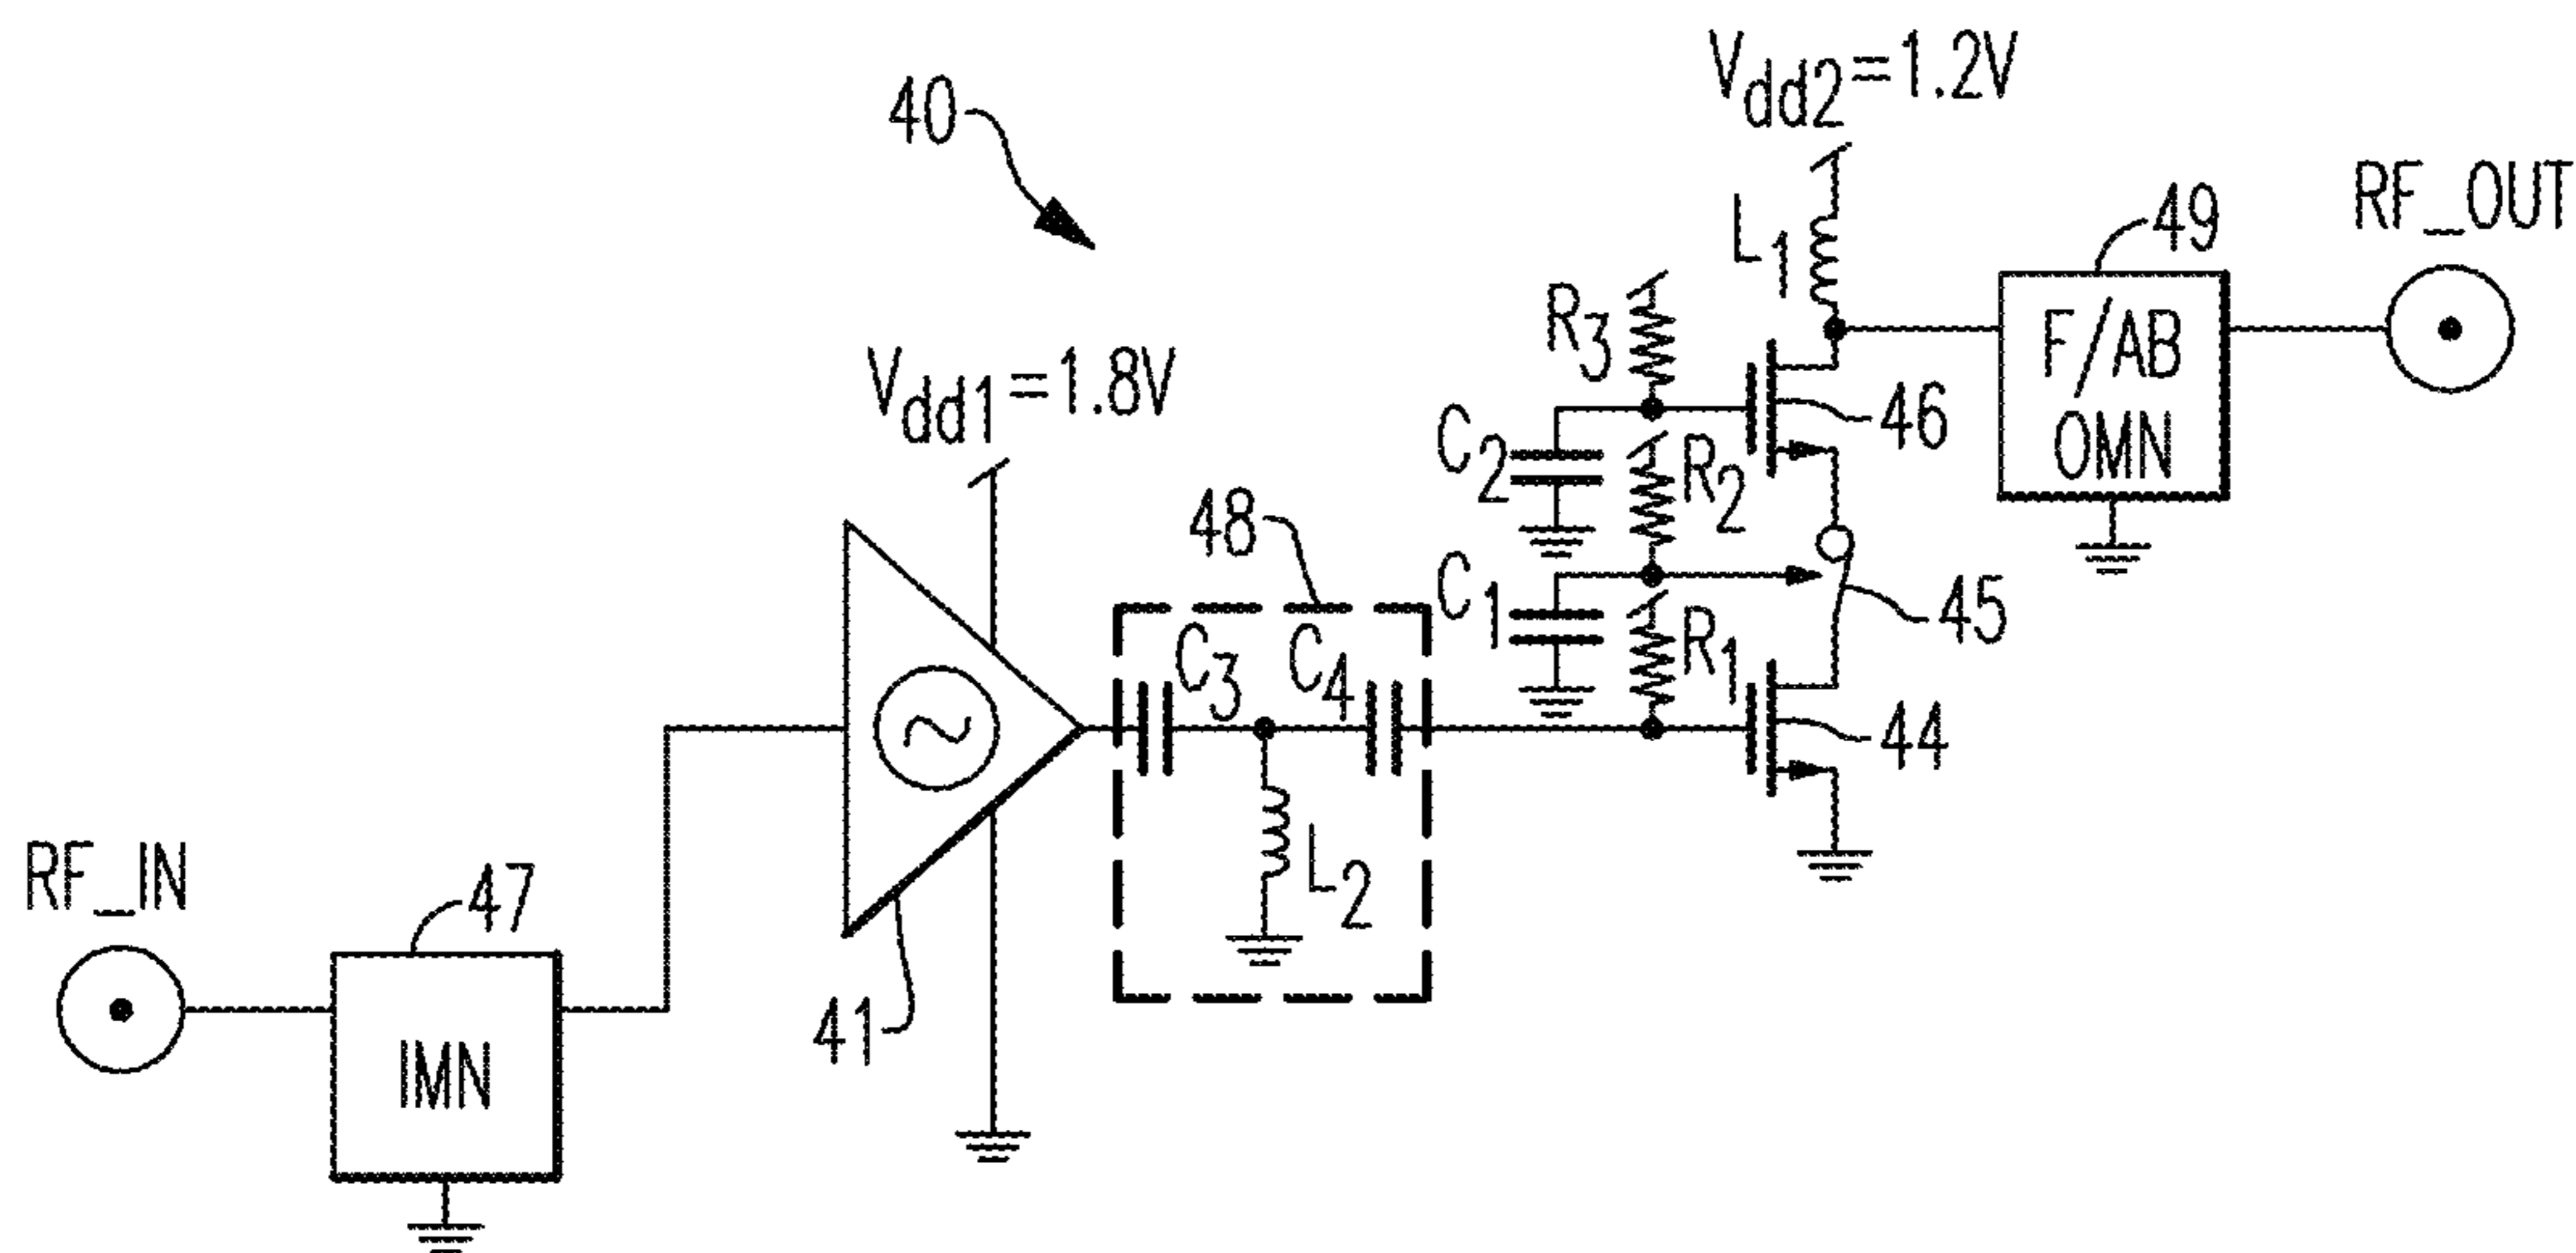 40
Vdd2=1.2V
RF_OUT
49
L1
R3
F/AB
OMN
Vdd1=1.8V
46
C2
R2
48
C1
45
C3
C4
R1
44
RF_IN
47
L2
41
IMN